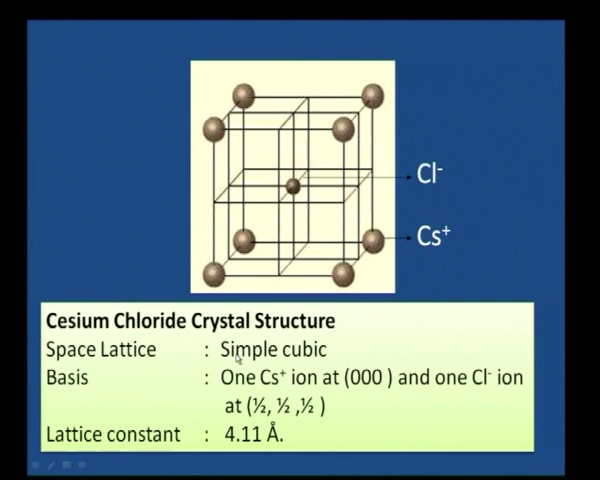 Cl⁻
Cs⁺
Cesium Chloride Crystal Structure
Space Lattice : Simple cubic
Basis : One Cs⁺ ion at (000 ) and one Cl⁻ ion
at (½, ½ ,½ )
Lattice constant : 4.11 Å.